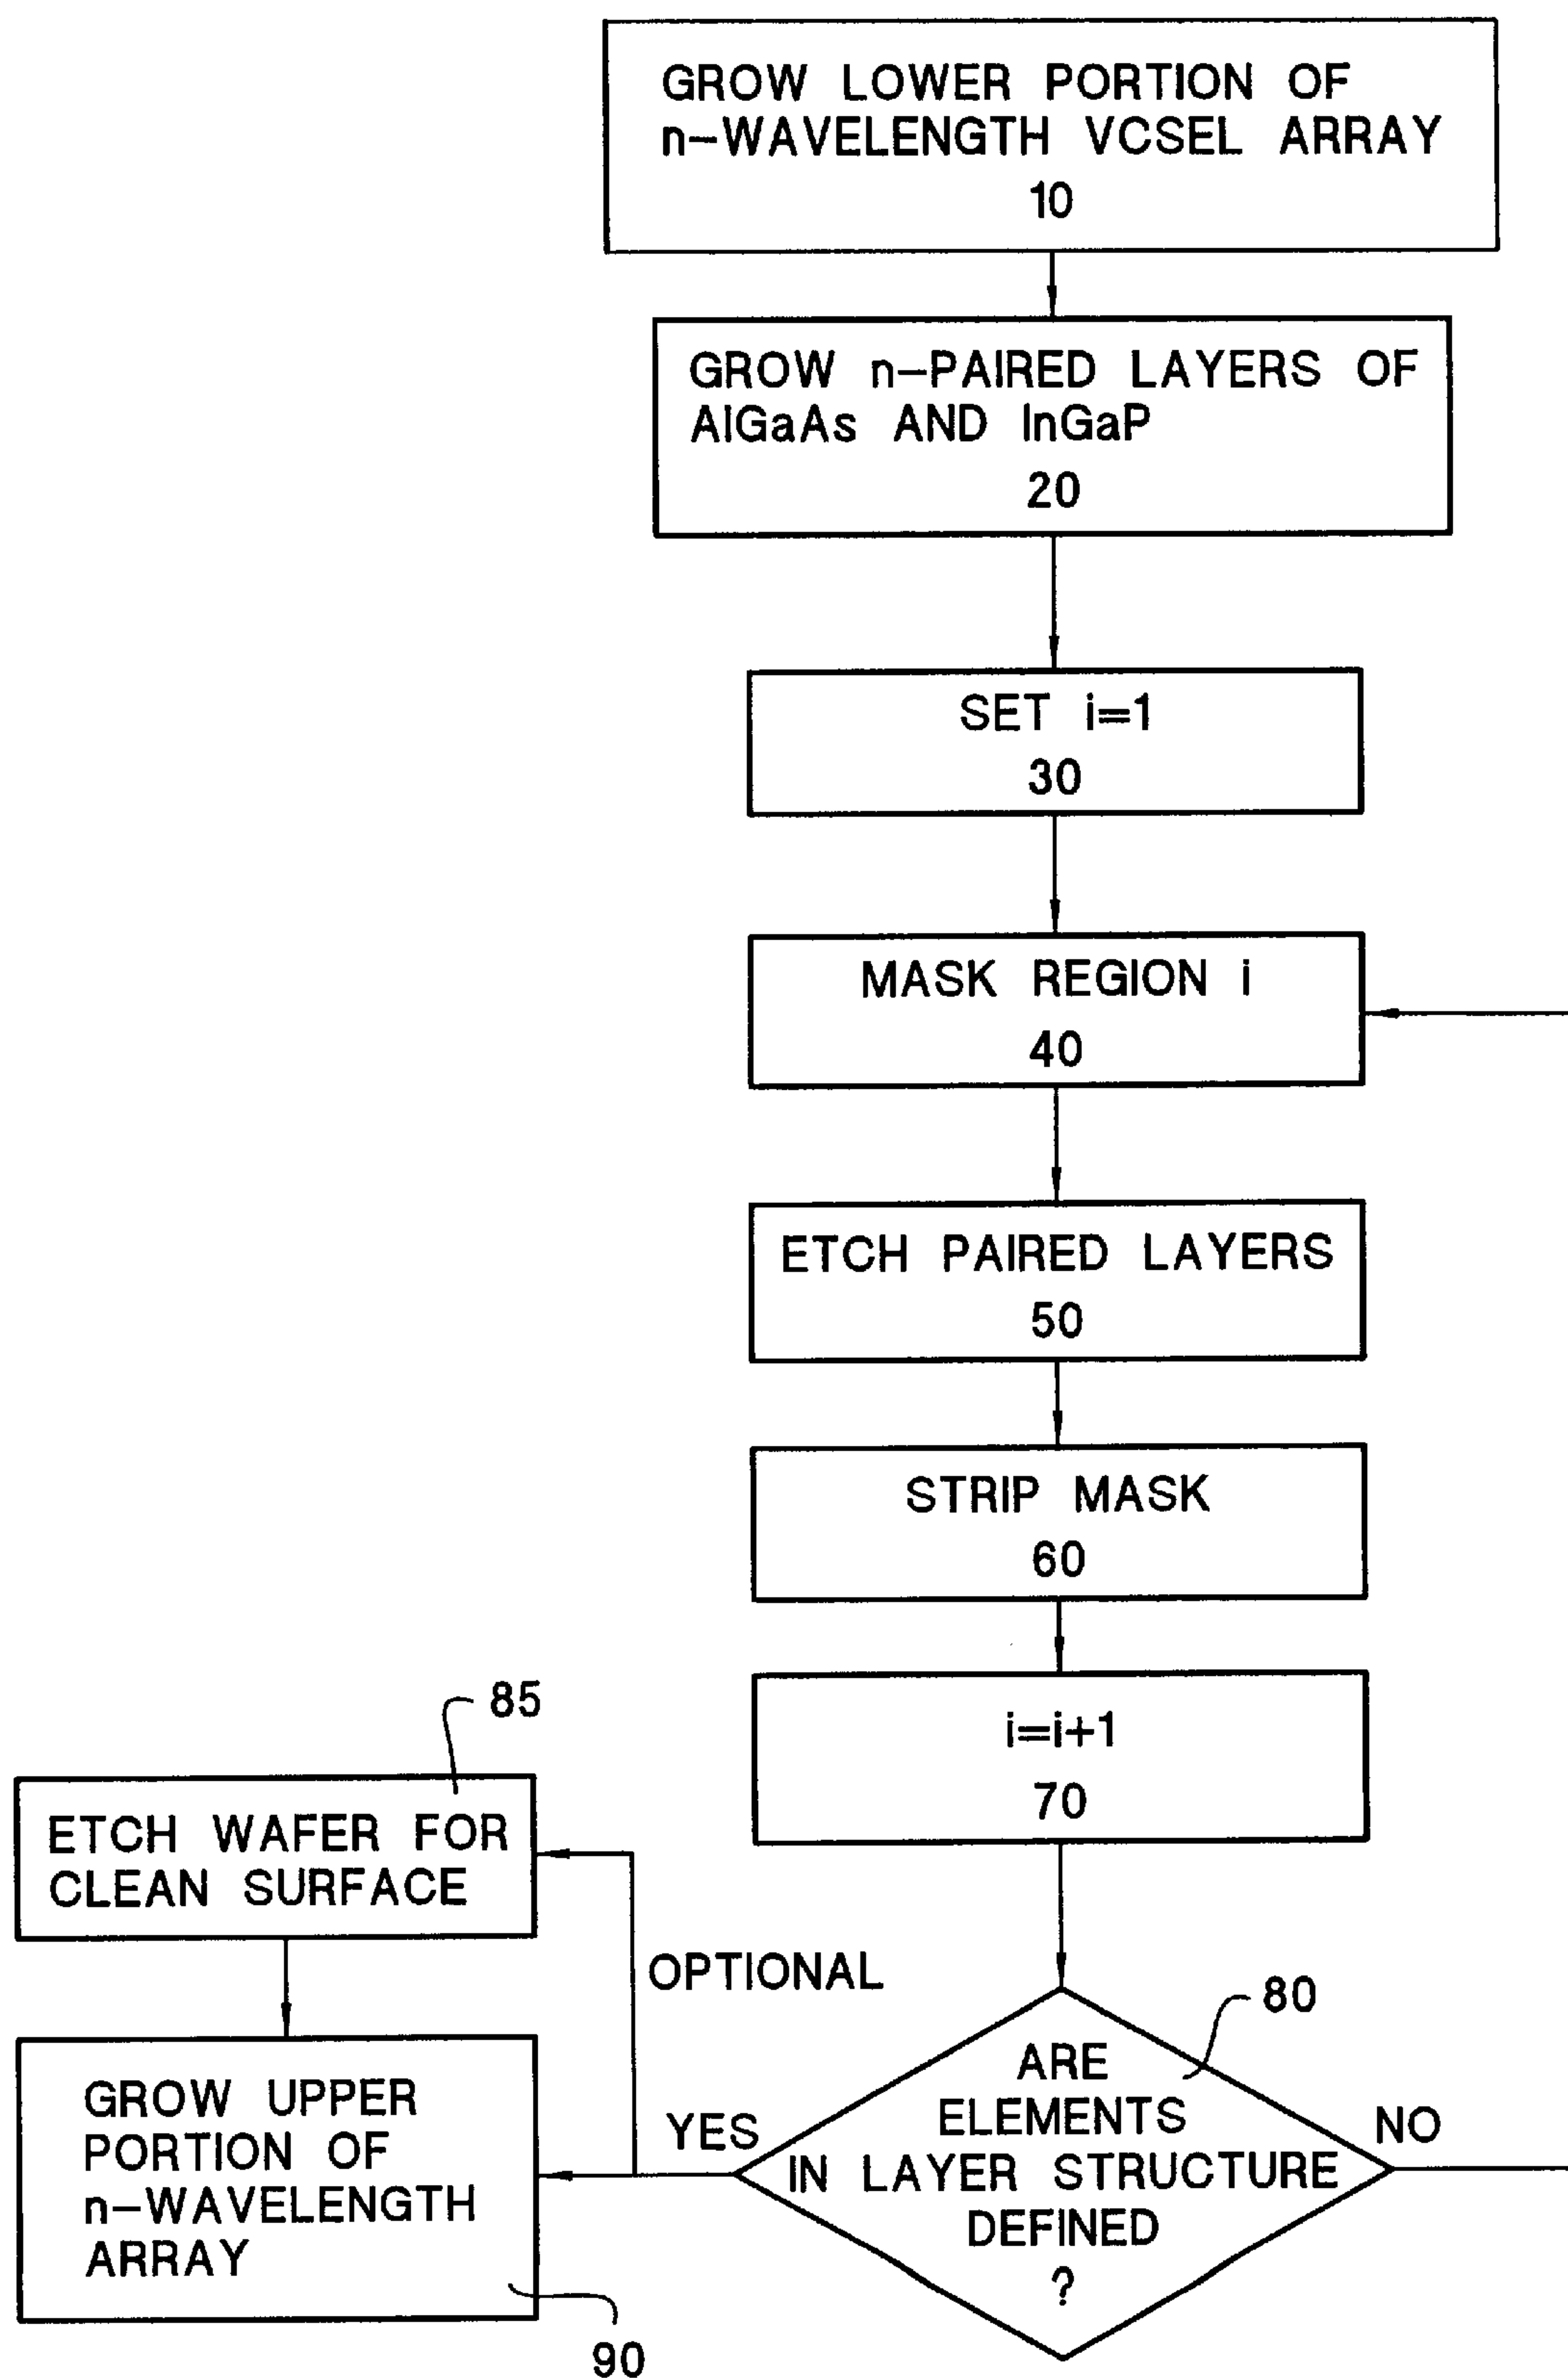 GROW LOWER PORTION OF
n-WAVELENGTH VCSEL ARRAY
10
GROW n-PAIRED LAYERS OF
AlGaAs AND InGaP
20
SET i=1
30
MASK REGION i
40
ETCH PAIRED LAYERS
50
STRIP MASK
60
i=i+1
70
85
ETCH WAFER FOR
CLEAN SURFACE
OPTIONAL
80
ARE
ELEMENTS
IN LAYER STRUCTURE
DEFINED
?
YES
NO
GROW UPPER
PORTION OF
n-WAVELENGTH
ARRAY
90